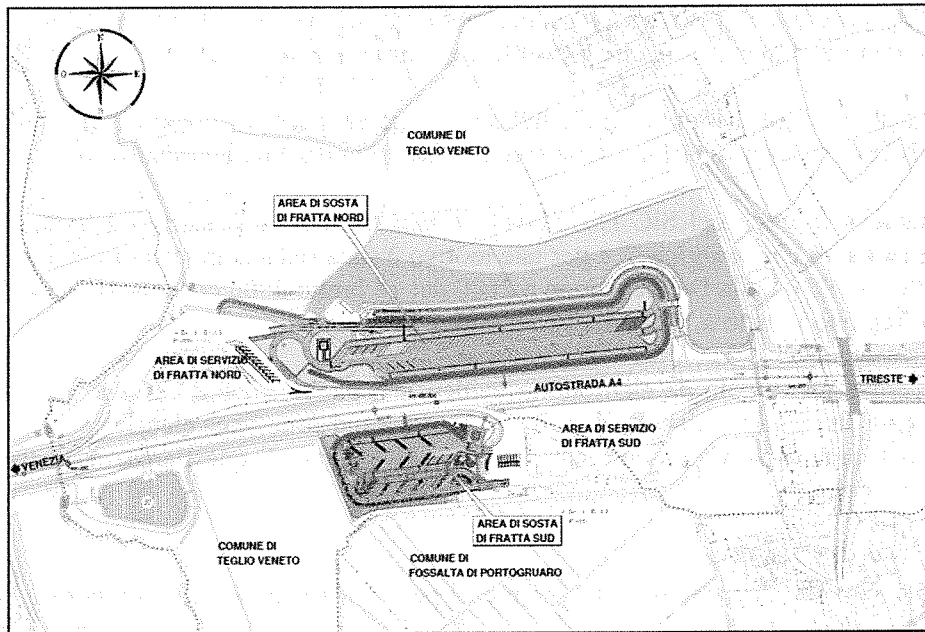 N
O
E
S
COMUNE DI
TEGLIO VENETO
AREA DI SOSTA
DI FRATTA NORD
AREA DI SERVIZIO
DI FRATTA NORD
AUTOSTRADA A4
TRIESTE
AREA DI SERVIZIO
DI FRATTA SUD
VENEZIA
AREA DI SOSTA
DI FRATTA SUD
COMUNE DI
TEGLIO VENETO
COMUNE DI
FOSSALTA DI PORTOGRUARO